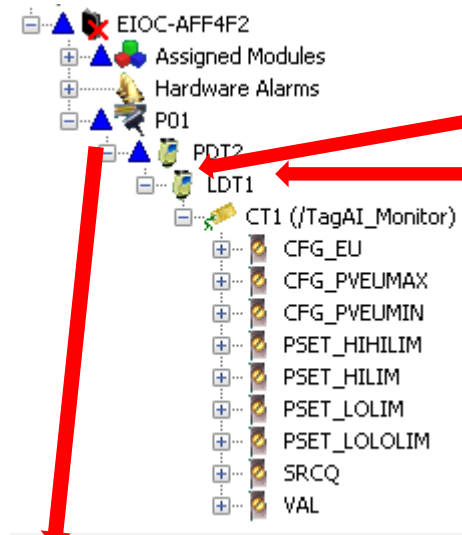 EIOC-AFF4F2
Assigned Modules
Hardware Alarms
P01
PDT2
LDT1
CT1 (/TagAI_Monitor)
CFG_EU
CFG_PVEUMAX
CFG_PVEUMIN
PSET_HIHILIM
PSET_HILIM
PSET_LOLIM
PSET_LOLOLIM
SRCQ
VAL